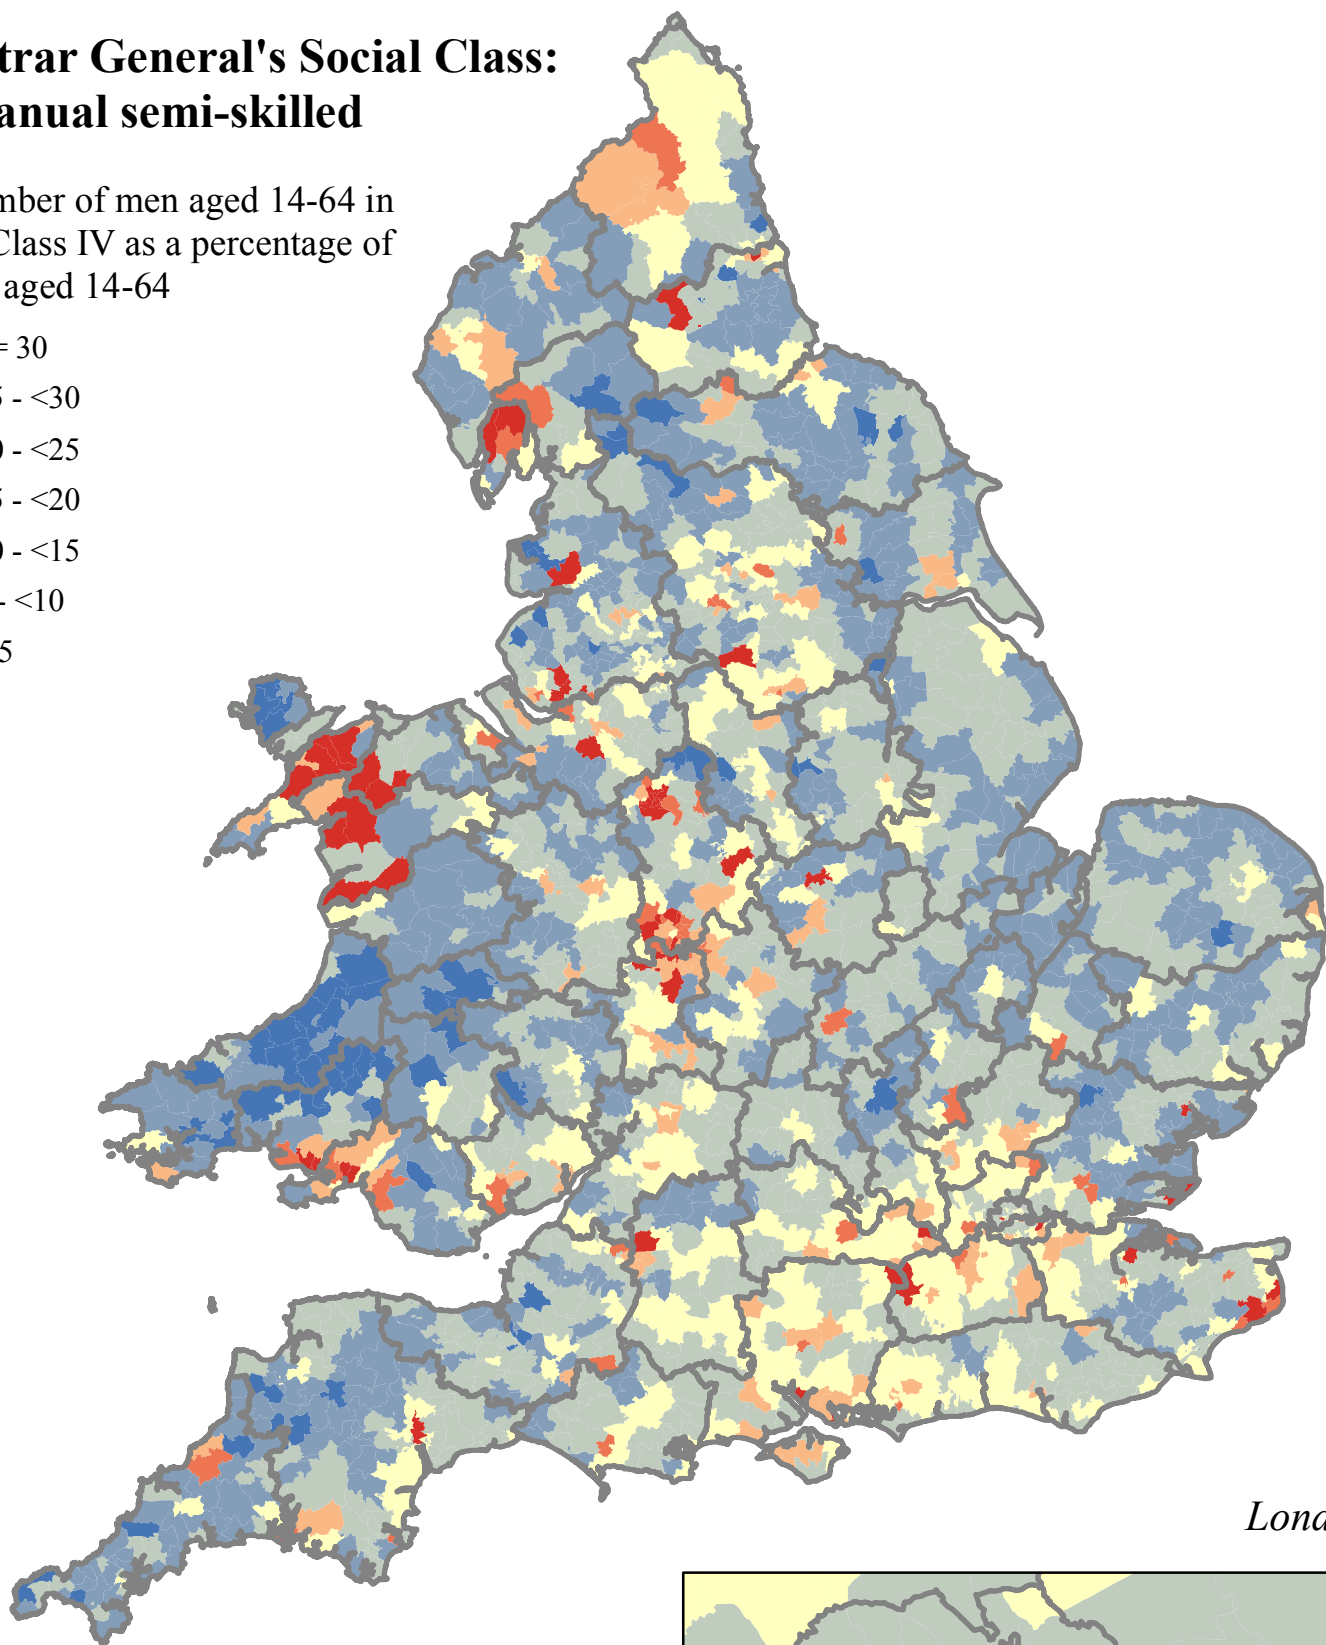 trar General's Social Class:
anual semi-skilled
mber of men aged 14-64 in
Class IV as a percentage of
aged 14-64
= 30
5 - <30
0 - <25
5 - <20
0 - <15
- <10
5
Lond